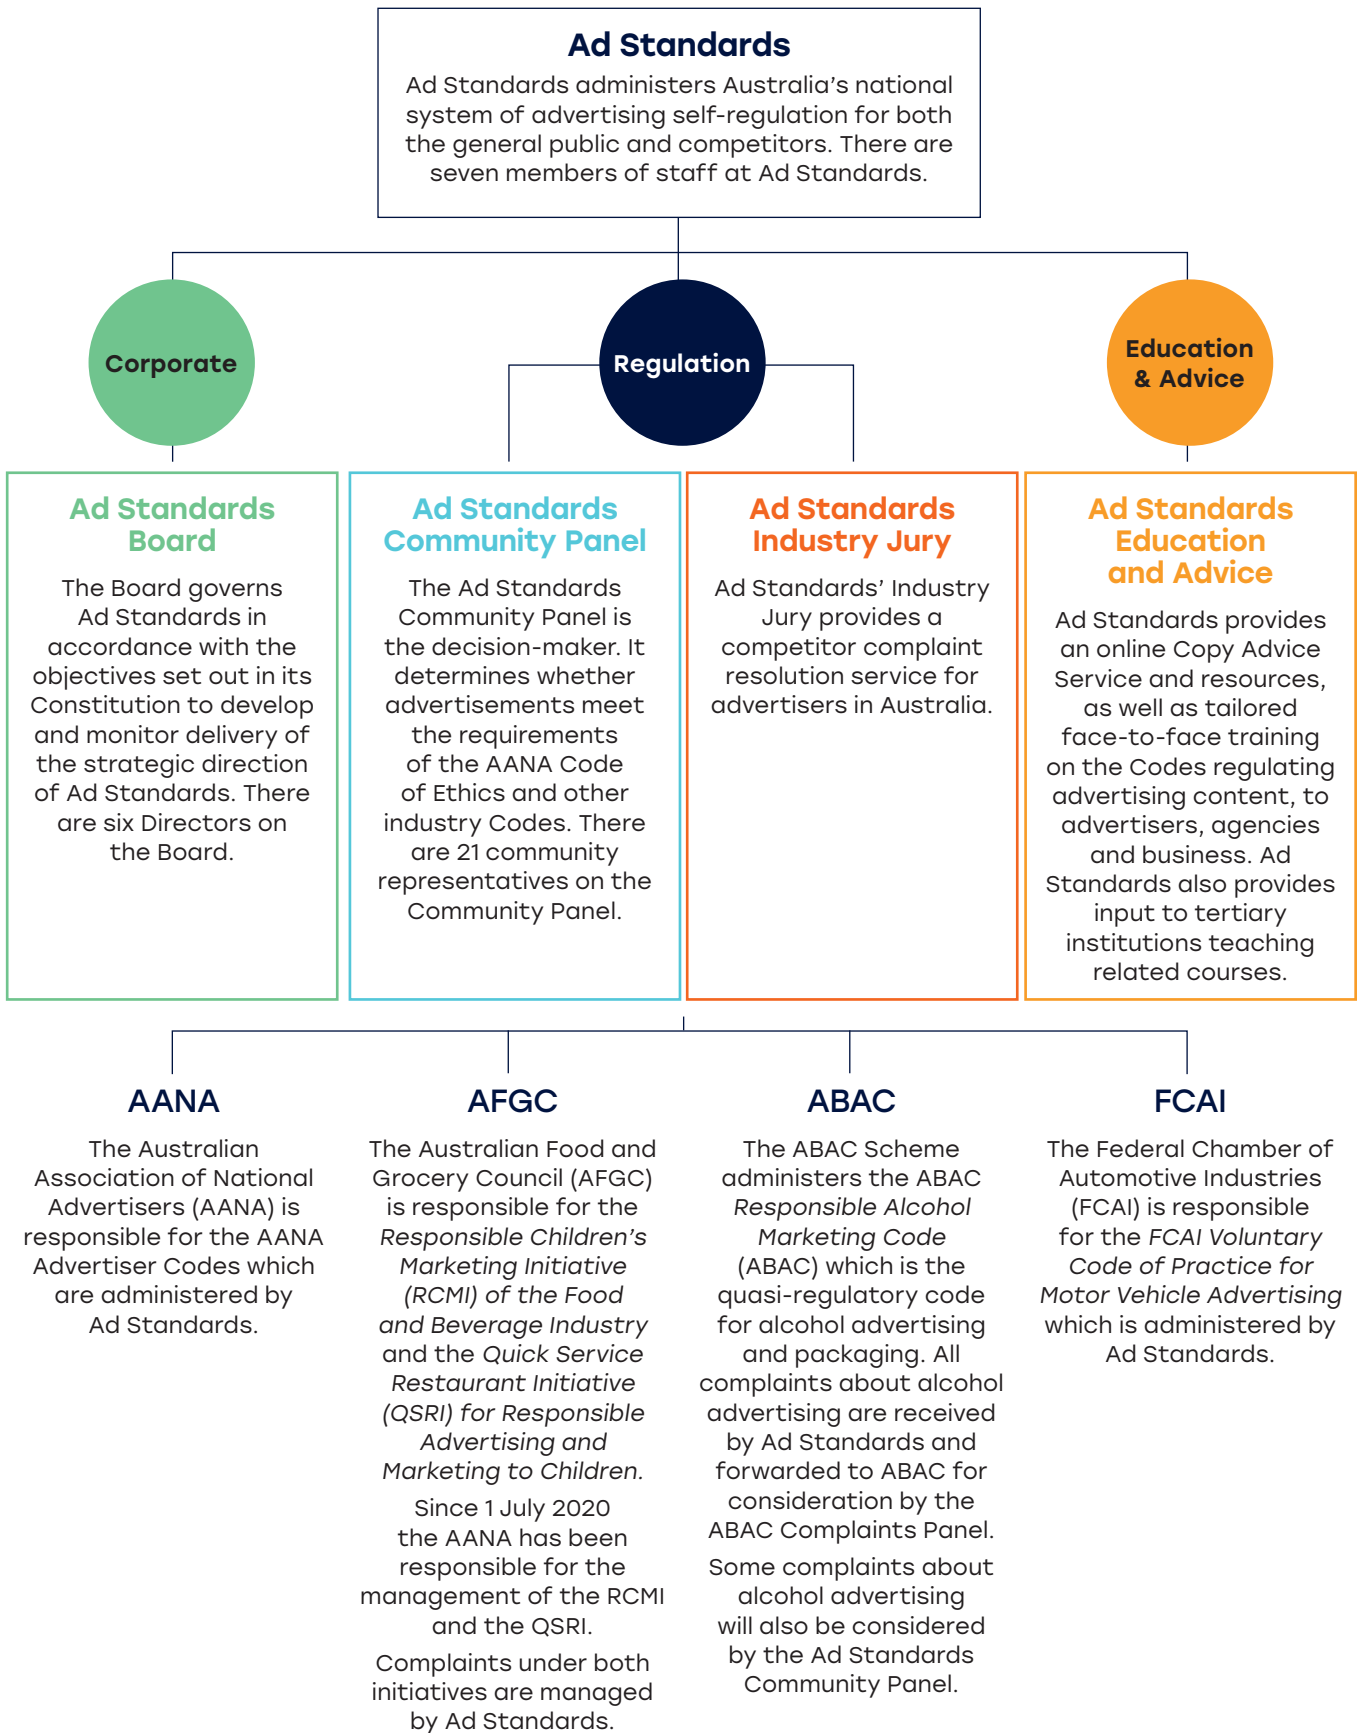 Ad Standards
Ad Standards administers Australia’s national
system of advertising self-regulation for both
the general public and competitors. There are
seven members of staff at Ad Standards.
Corporate
Regulation
Education
& Advice
Ad Standards
Board
The Board governs
Ad Standards in
accordance with the
objectives set out in its
Constitution to develop
and monitor delivery of
the strategic direction
of Ad Standards. There
are six Directors on
the Board.
Ad Standards
Community Panel
The Ad Standards
Community Panel is
the decision-maker. It
determines whether
advertisements meet
the requirements
of the AANA Code
of Ethics and other
industry Codes. There
are 21 community
representatives on the
Community Panel.
Ad Standards
Industry Jury
Ad Standards’ Industry
Jury provides a
competitor complaint
resolution service for
advertisers in Australia.
Ad Standards
Education
and Advice
Ad Standards provides
an online Copy Advice
Service and resources,
as well as tailored
face-to-face training
on the Codes regulating
advertising content, to
advertisers, agencies
and business. Ad
Standards also provides
input to tertiary
institutions teaching
related courses.
AANA
The Australian
Association of National
Advertisers (AANA) is
responsible for the AANA
Advertiser Codes which
are administered by
Ad Standards.
AFGC
The Australian Food and
Grocery Council (AFGC)
is responsible for the
Responsible Children’s
Marketing Initiative
(RCMI) of the Food
and Beverage Industry
and the Quick Service
Restaurant Initiative
(QSRI) for Responsible
Advertising and
Marketing to Children.
Since 1 July 2020
the AANA has been
responsible for the
management of the RCMI
and the QSRI.
Complaints under both
initiatives are managed
by Ad Standards.
ABAC
The ABAC Scheme
administers the ABAC
Responsible Alcohol
Marketing Code
(ABAC) which is the
quasi-regulatory code
for alcohol advertising
and packaging. All
complaints about alcohol
advertising are received
by Ad Standards and
forwarded to ABAC for
consideration by the
ABAC Complaints Panel.
Some complaints about
alcohol advertising
will also be considered
by the Ad Standards
Community Panel.
FCAI
The Federal Chamber of
Automotive Industries
(FCAI) is responsible
for the FCAI Voluntary
Code of Practice for
Motor Vehicle Advertising
which is administered by
Ad Standards.